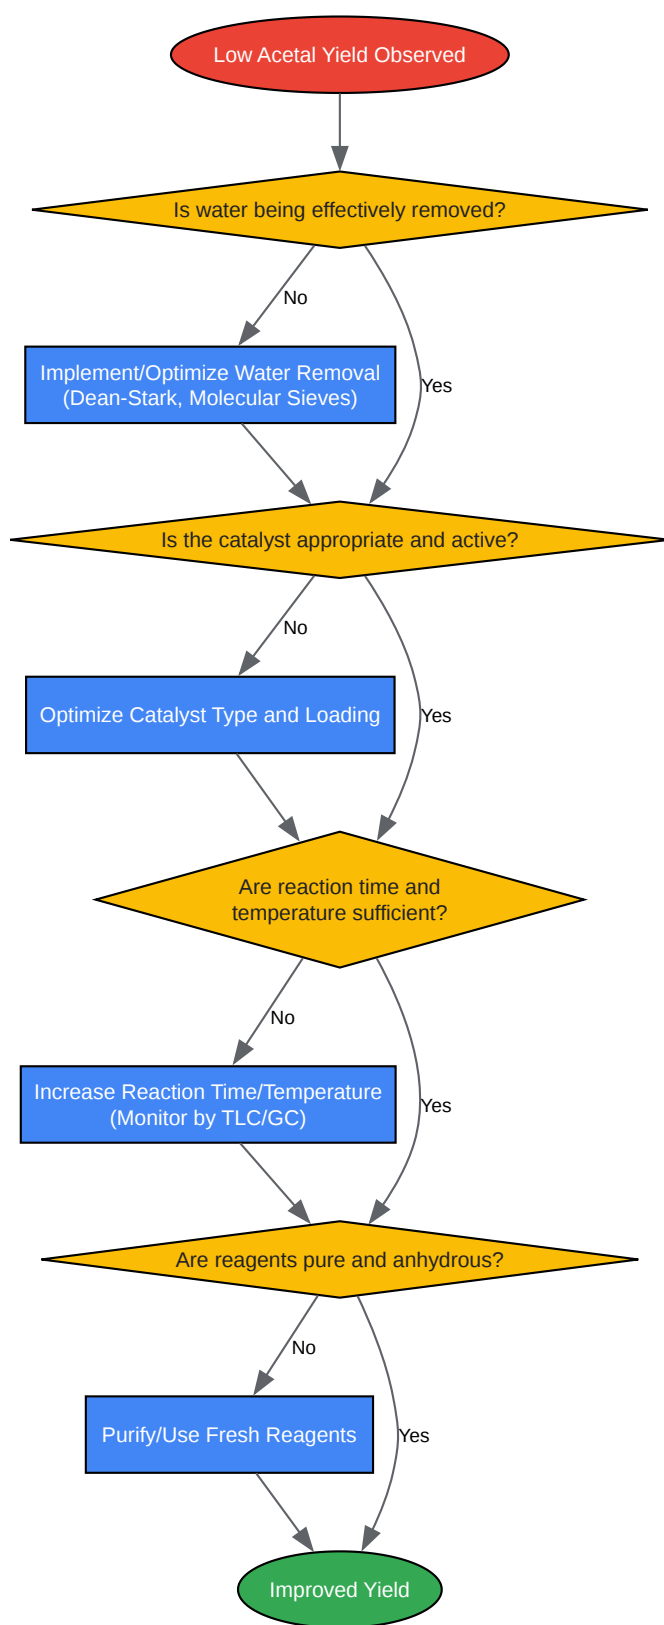 Low Acetal Yield Observed
Is water being effectively removed?
No
Implement/Optimize Water Removal
(Dean-Stark, Molecular Sieves)
Yes
Is the catalyst appropriate and active?
No
Optimize Catalyst Type and Loading
Yes
Are reaction time and
temperature sufficient?
No
Increase Reaction Time/Temperature
(Monitor by TLC/GC)
Yes
Are reagents pure and anhydrous?
No
Purify/Use Fresh Reagents
Yes
Improved Yield